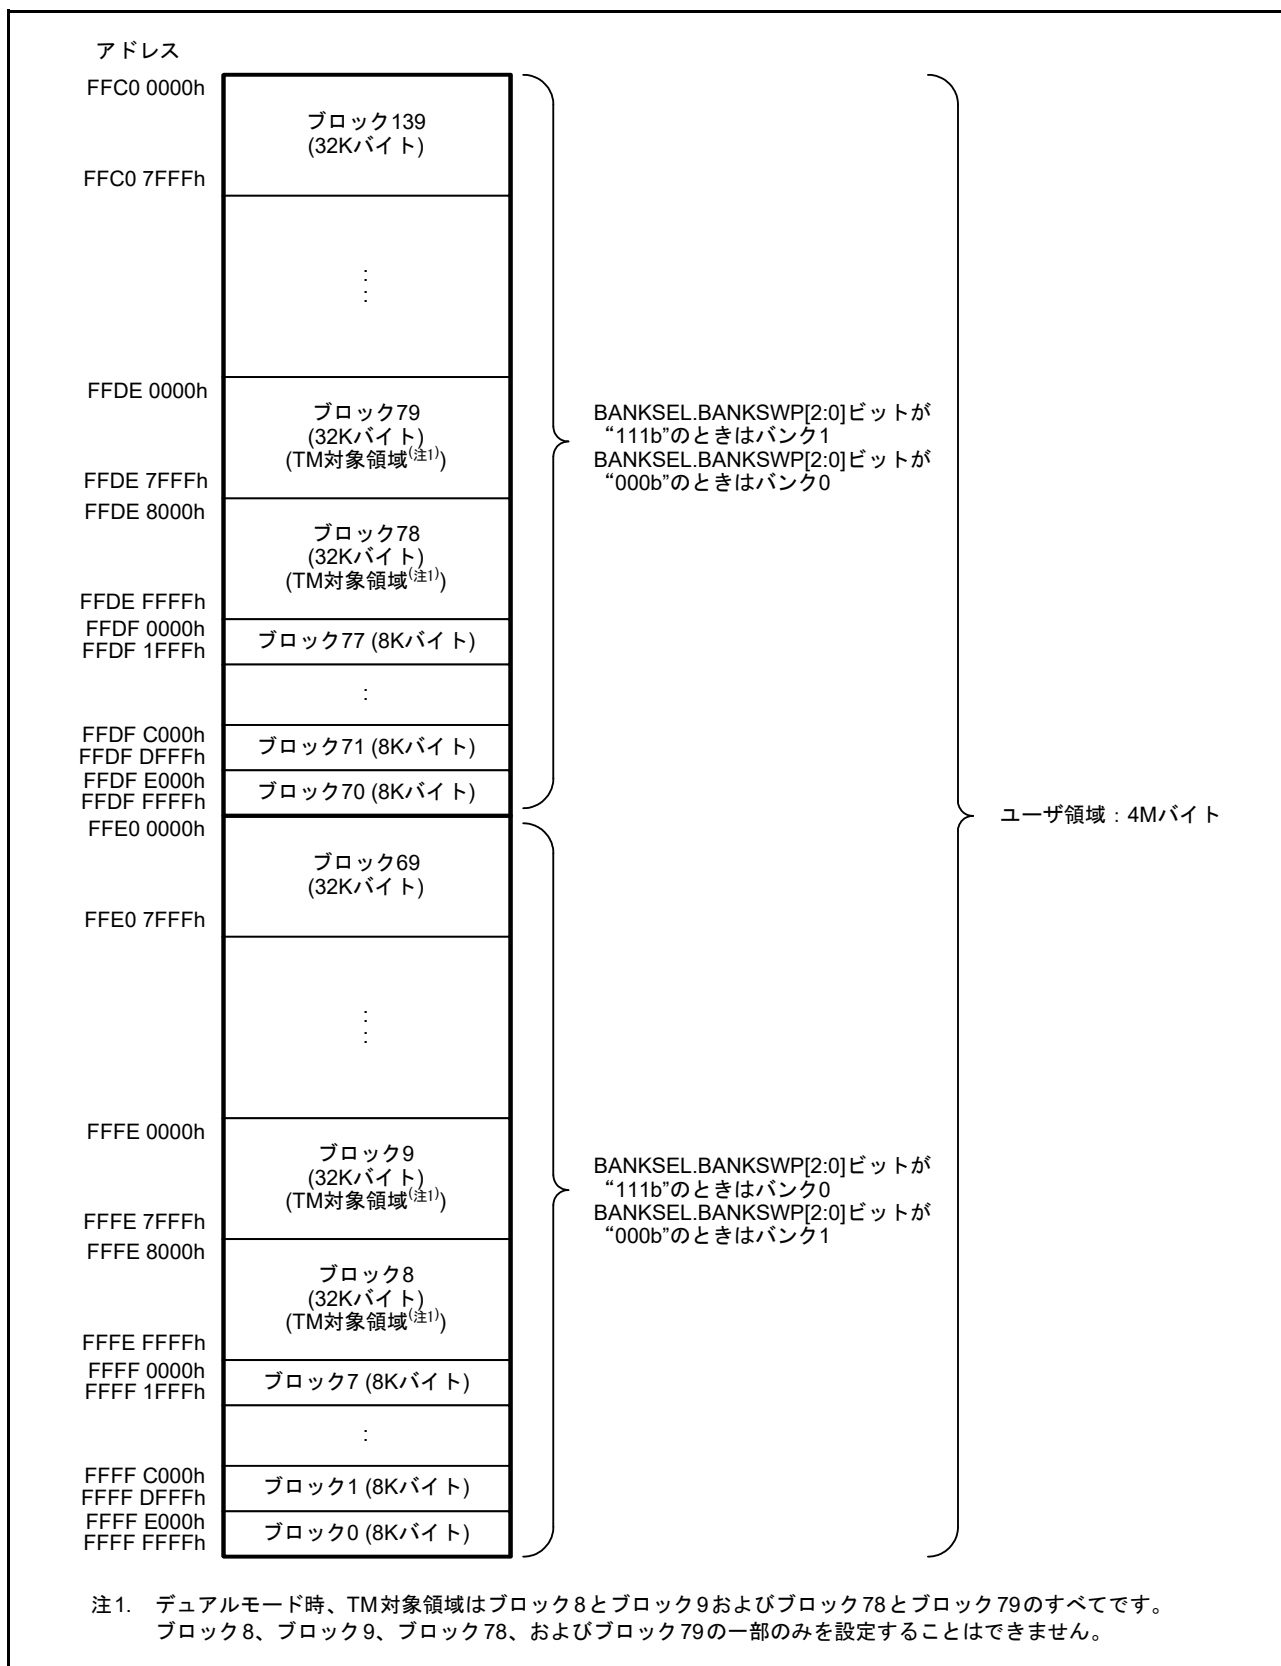 アドレス
FFC0 0000h
ブロック139
(32Kバイト)
FFC0 7FFFh
:
:
FFDE 0000h
ブロック79
(32Kバイト)
(TM対象領域(注1))
FFDE 7FFFh
FFDE 8000h
ブロック78
(32Kバイト)
(TM対象領域(注1))
FFDE FFFFh
FFDF 0000h
FFDF 1FFFh
ブロック77 (8Kバイト)
:
FFDF C000h
FFDF DFFFh
ブロック71 (8Kバイト)
FFDF E000h
FFDF FFFFh
ブロック70 (8Kバイト)
BANKSEL.BANKSWP[2:0]ビットが
“111b”のときはバンク1
BANKSEL.BANKSWP[2:0]ビットが
“000b”のときはバンク0
ユーザ領域：4Mバイト
FFE0 0000h
ブロック69
(32Kバイト)
FFE0 7FFFh
:
:
FFFE 0000h
ブロック9
(32Kバイト)
(TM対象領域(注1))
FFFE 7FFFh
FFFE 8000h
ブロック8
(32Kバイト)
(TM対象領域(注1))
FFFE FFFFh
FFFF 0000h
FFFF 1FFFh
ブロック7 (8Kバイト)
:
FFFF C000h
FFFF DFFFh
ブロック1 (8Kバイト)
FFFF E000h
FFFF FFFFh
ブロック0 (8Kバイト)
BANKSEL.BANKSWP[2:0]ビットが
“111b”のときはバンク0
BANKSEL.BANKSWP[2:0]ビットが
“000b”のときはバンク1
注1. デュアルモード時、TM対象領域はブロック8とブロック9およびブロック78とブロック79のすべてです。
ブロック8、ブロック9、ブロック78、およびブロック79の一部のみを設定することはできません。